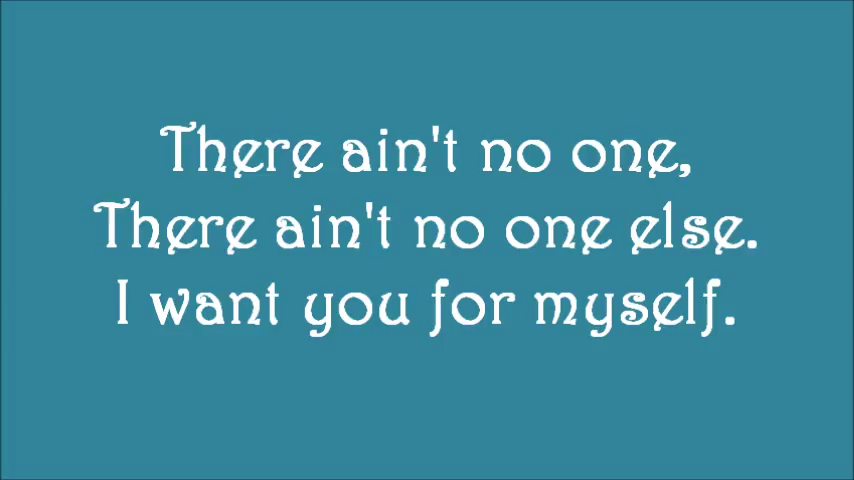 There ain't no one,
There ain't no one else.
I want you for myself.